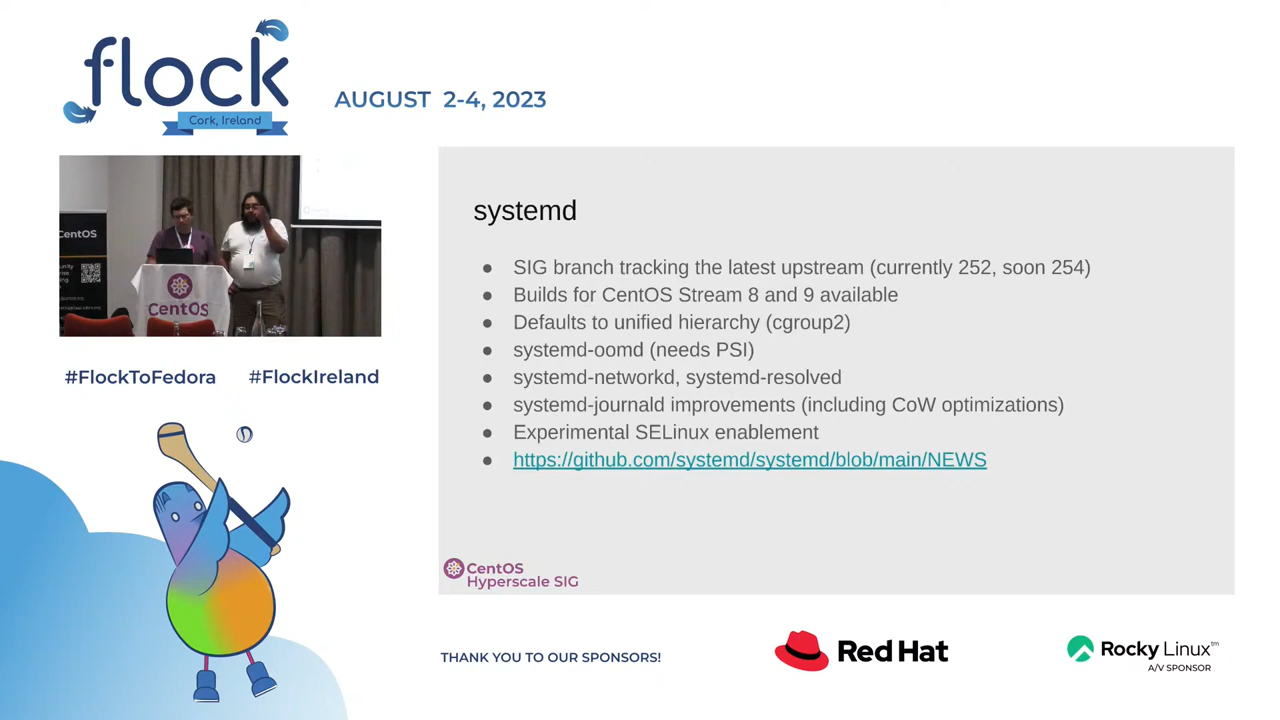 flock
Cork, Ireland
AUGUST 2-4, 2023
CentOS
CentOS
#FlockToFedora #FlockIreland
systemd
● SIG branch tracking the latest upstream (currently 252, soon 254)
● Builds for CentOS Stream 8 and 9 available
● Defaults to unified hierarchy (cgroup2)
● systemd-oomd (needs PSI)
● systemd-networkd, systemd-resolved
● systemd-journald improvements (including CoW optimizations)
● Experimental SELinux enablement
● https://github.com/systemd/systemd/blob/main/NEWS
CentOS
Hyperscale SIG
THANK YOU TO OUR SPONSORS!
Red Hat
Rocky Linux™
A/V SPONSOR